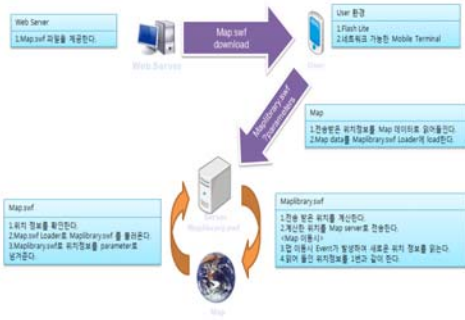 Web Server
1.Map.swf 파일을 제공한다.
Web Server
Map.swf
download
User 환경
1.Flash Lite
2.네트워크 가능한 Mobile Terminal
User
Maplibrary.swf
?parameters
Map
1.전송받은 위치정보를 Map 데이터로 읽어들인다.
2.Map data를 Maplibrary.swf Loader에 load한다.
Map.swf
1.위치 정보를 확인한다.
2.Map.swf Loader로 Maplibrary.swf 를 불러온다.
3.Maplibrary.swf로 위치정보를 parameter로
넘겨준다.
Server
Maplibrary.swf
Map
Maplibrary.swf
1.전송 받은 위치를 계산한다.
2.계산한 위치를 Map server로 전송한다.
<Map 이동시>
3.맵 이동시 Event가 발생하여 새로운 위치 정보를 읽는다.
4.읽어 들인 위치정보를 1번과 같이 한다.